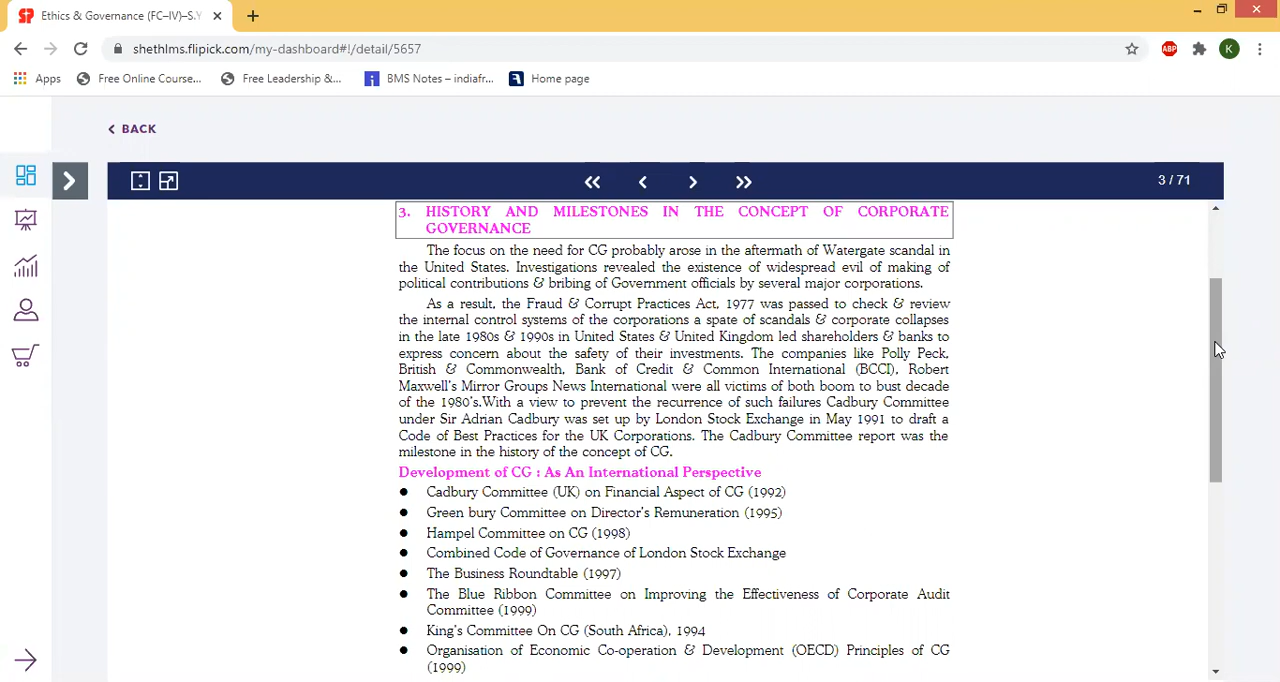 Ethics & Governance (FC–IV)–S.Y
shethlms.flipick.com/my-dashboard#!/detail/5657
ABP
K
Apps
Free Online Course...
Free Leadership &...
BMS Notes – indiafr...
Home page
BACK
3 / 71
3. HISTORY AND MILESTONES IN THE CONCEPT OF CORPORATE
GOVERNANCE
The focus on the need for CG probably arose in the aftermath of Watergate scandal in
the United States. Investigations revealed the existence of widespread evil of making of
political contributions & bribing of Government officials by several major corporations.
As a result, the Fraud & Corrupt Practices Act, 1977 was passed to check & review
the internal control systems of the corporations a spate of scandals & corporate collapses
in the late 1980s & 1990s in United States & United Kingdom led shareholders & banks to
express concern about the safety of their investments. The companies like Polly Peck,
British & Commonwealth, Bank of Credit & Common International (BCCI), Robert
Maxwell's Mirror Groups News International were all victims of both boom to bust decade
of the 1980's.With a view to prevent the recurrence of such failures Cadbury Committee
under Sir Adrian Cadbury was set up by London Stock Exchange in May 1991 to draft a
Code of Best Practices for the UK Corporations. The Cadbury Committee report was the
milestone in the history of the concept of CG.
Development of CG : As An International Perspective
● Cadbury Committee (UK) on Financial Aspect of CG (1992)
● Green bury Committee on Director's Remuneration (1995)
● Hampel Committee on CG (1998)
● Combined Code of Governance of London Stock Exchange
● The Business Roundtable (1997)
● The Blue Ribbon Committee on Improving the Effectiveness of Corporate Audit
Committee (1999)
● King's Committee On CG (South Africa), 1994
● Organisation of Economic Co-operation & Development (OECD) Principles of CG
(1999)